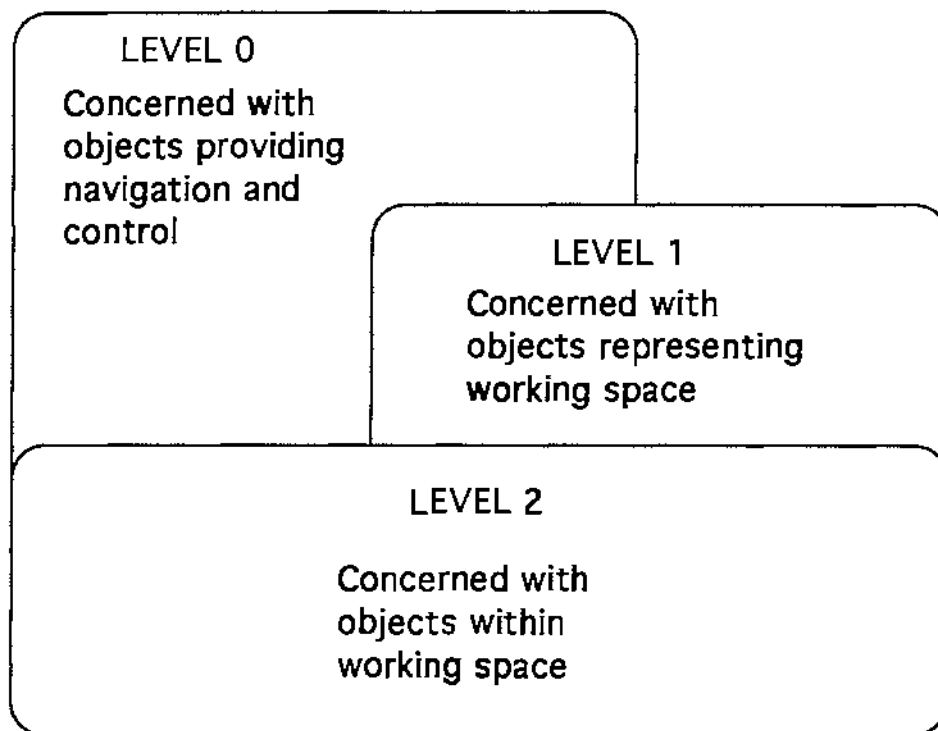 LEVEL 0
Concerned with
objects providing
navigation and
control
LEVEL 1
Concerned with
objects representing
working space
LEVEL 2
Concerned with
objects within
working space